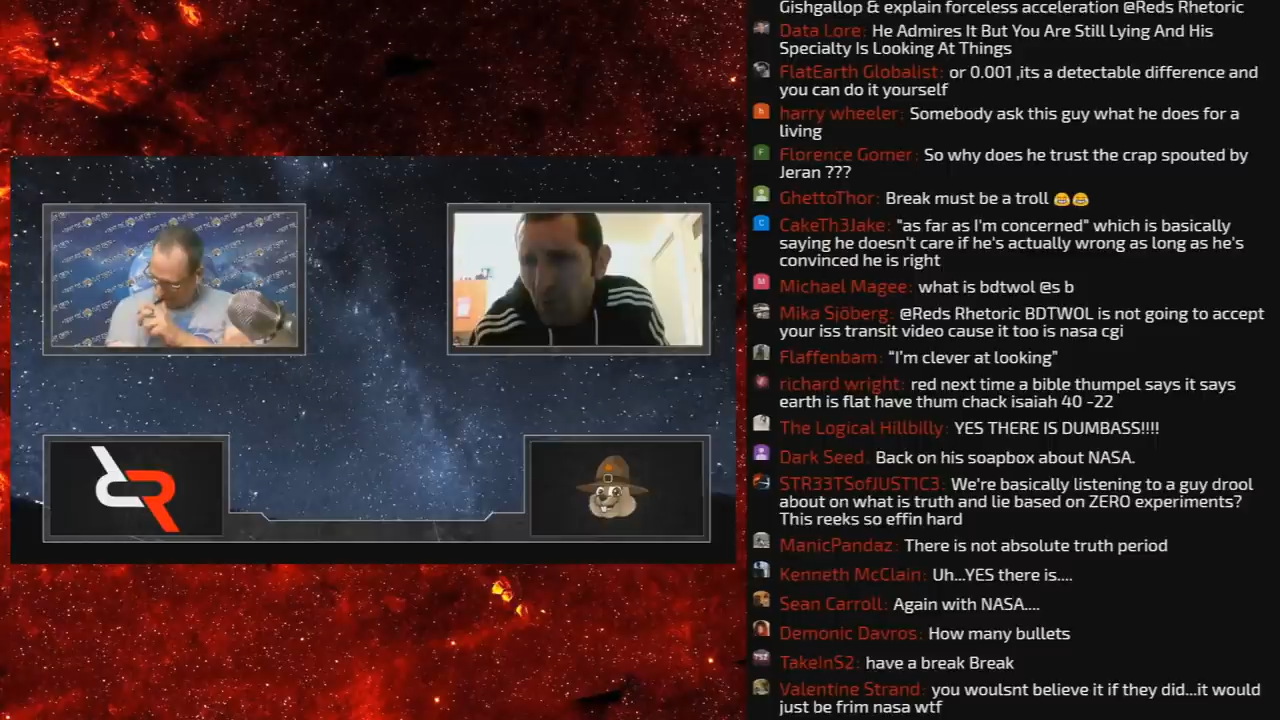 Gishgallop & explain forceless acceleration @Reds Rhetoric
Data Lore: He Admires It But You Are Still Lying And His
Specialty Is Looking At Things
FlatEarth Globalist: or 0.001 ,its a detectable difference and
you can do it yourself
harry wheeler: Somebody ask this guy what he does for a
living
Florence Gomer: So why does he trust the crap spouted by
Jeran ???
GhettoThor: Break must be a troll 😂😂
CakeTh3Jake: "as far as I'm concerned" which is basically
saying he doesn't care if he's actually wrong as long as he's
convinced he is right
Michael Magee: what is bdtwol @s b
Mika Sjöberg: @Reds Rhetoric BDTWOL is not going to accept
your iss transit video cause it too is nasa cgi
Flaffenbam: “I’m clever at looking”
richard wright: red next time a bible thumpel says it says
earth is flat have thum chack isaiah 40 -22
The Logical Hillbilly: YES THERE IS DUMBASS!!!!
Dark Seed: Back on his soapbox about NASA.
STR33TSofJUST1C3: We're basically listening to a guy drool
about on what is truth and lie based on ZERO experiments?
This reeks so effin hard
ManicPandaz: There is not absolute truth period
Kenneth McClain: Uh...YES there is....
Sean Carroll: Again with NASA....
Demonic Davros: How many bullets
TakeInS2: have a break Break
Valentine Strand: you woulsnt believe it if they did...it would
just be frim nasa wtf